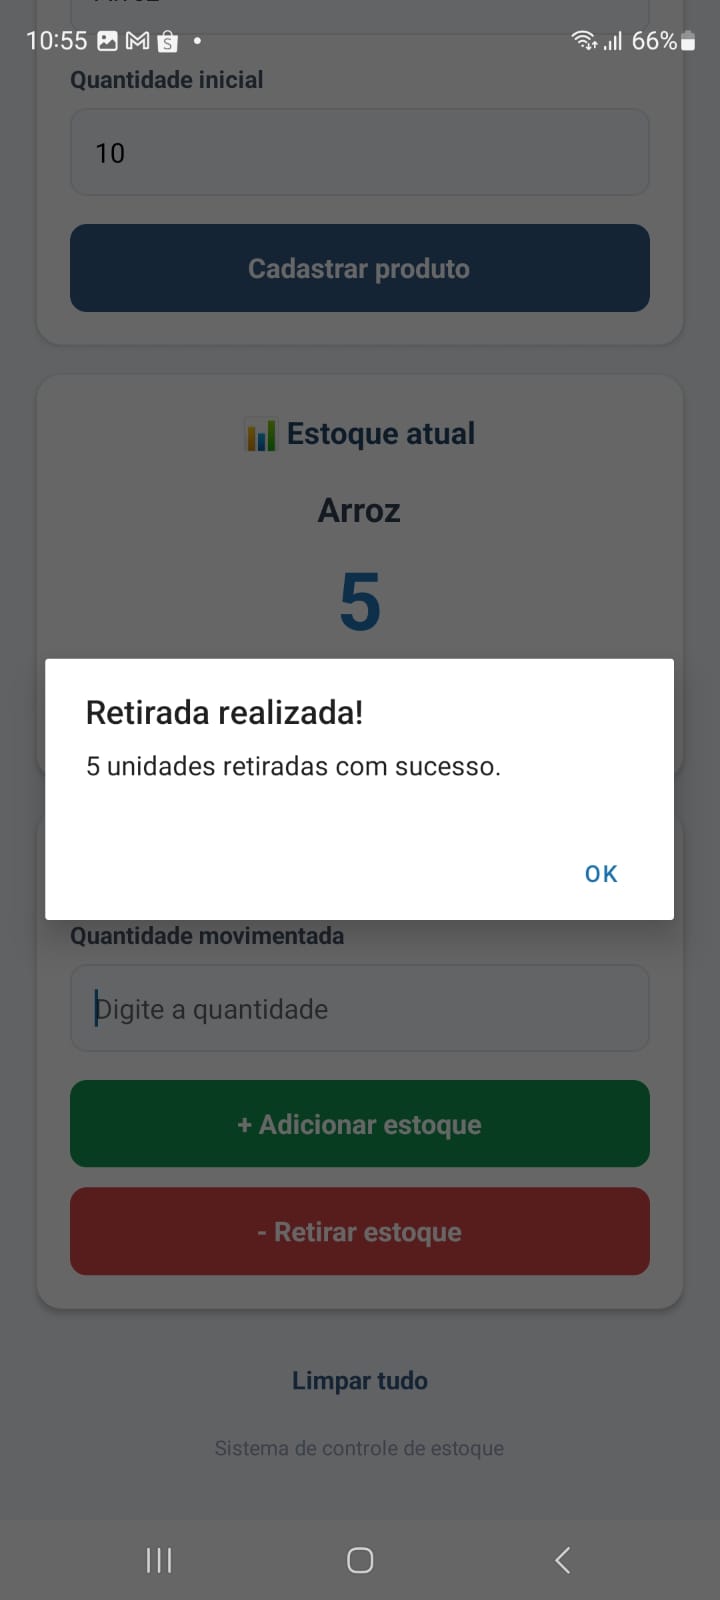 10:55
66%
Quantidade inicial
10
Cadastrar produto
Estoque atual
Arroz
5
Retirada realizada!
5 unidades retiradas com sucesso.
OK
Quantidade movimentada
Digite a quantidade
+ Adicionar estoque
- Retirar estoque
Limpar tudo
Sistema de controle de estoque